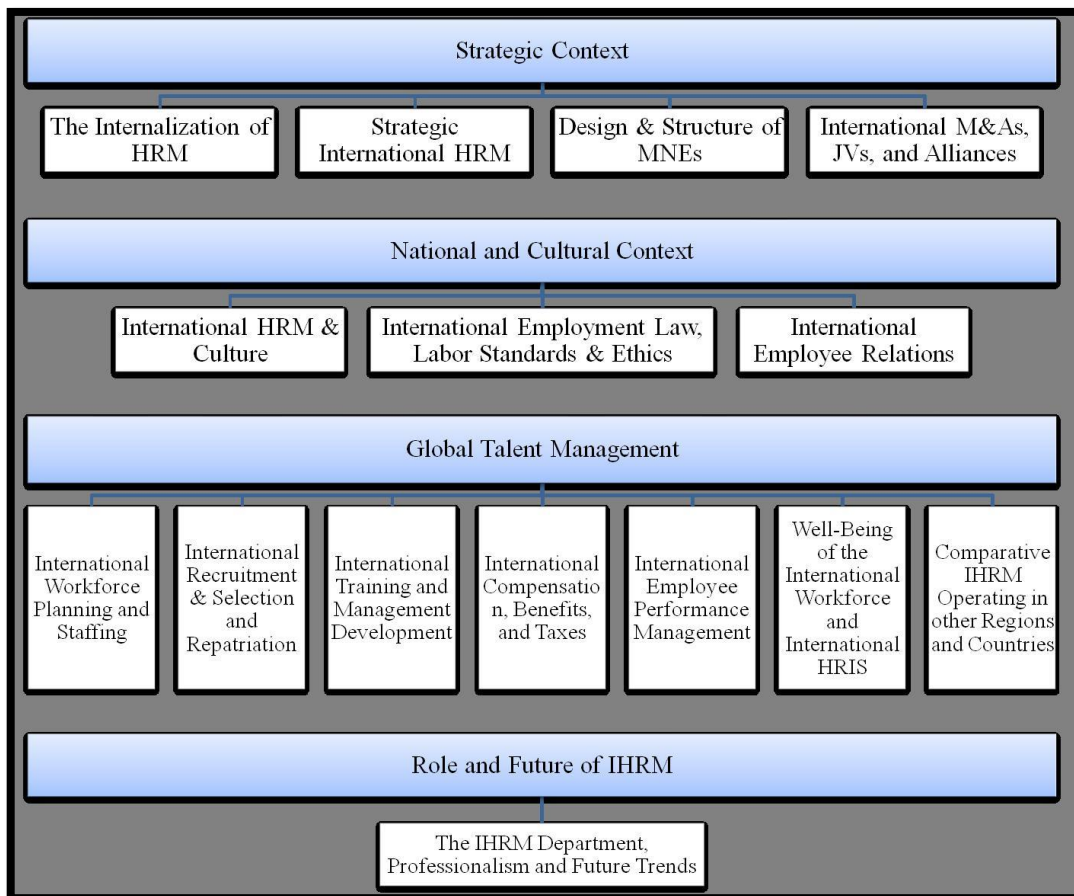 Strategic Context
The Internalization of
HRM
Strategic
International HRM
Design & Structure of
MNEs
International M&As,
JVs, and Alliances
National and Cultural Context
International HRM &
Culture
International Employment Law,
Labor Standards & Ethics
International
Employee Relations
Global Talent Management
International
Workforce
Planning and
Staffing
International
Recruitment
& Selection
and
Repatriation
International
Training and
Management
Development
International
Compensatio
n, Benefits,
and Taxes
International
Employee
Performance
Management
Well-Being
of the
International
Workforce
and
International
HRIS
Comparative
IHRM
Operating in
other Regions
and Countries
Role and Future of IHRM
The IHRM Department,
Professionalism and Future Trends